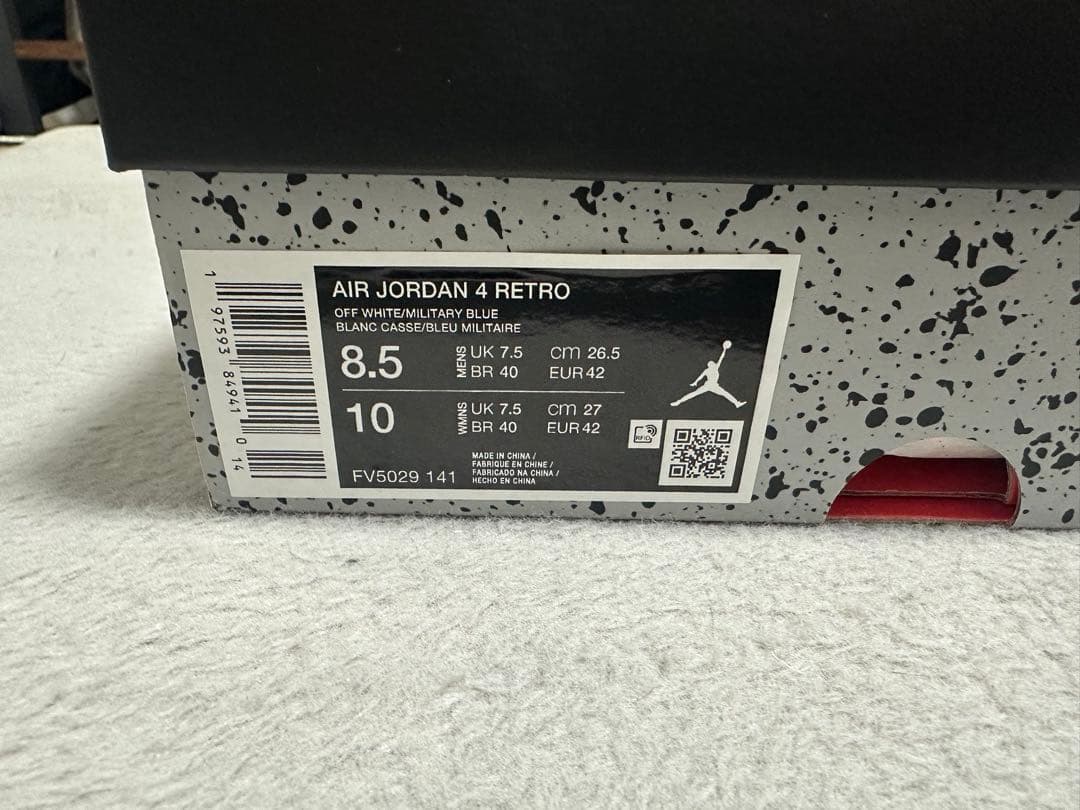 1 97593 84941 0 14
AIR JORDAN 4 RETRO
OFF WHITE/MILITARY BLUE
BLANC CASSE/BLEU MILITAIRE
8.5 MENS UK 7.5 cm 26.5
BR 40 EUR 42
10 WMNS UK 7.5 cm 27
BR 40 EUR 42
MADE IN CHINA /
FABRIQUE EN CHINE /
FABRICADO NA CHINA /
HECHO EN CHINA
FV5029 141
RFID